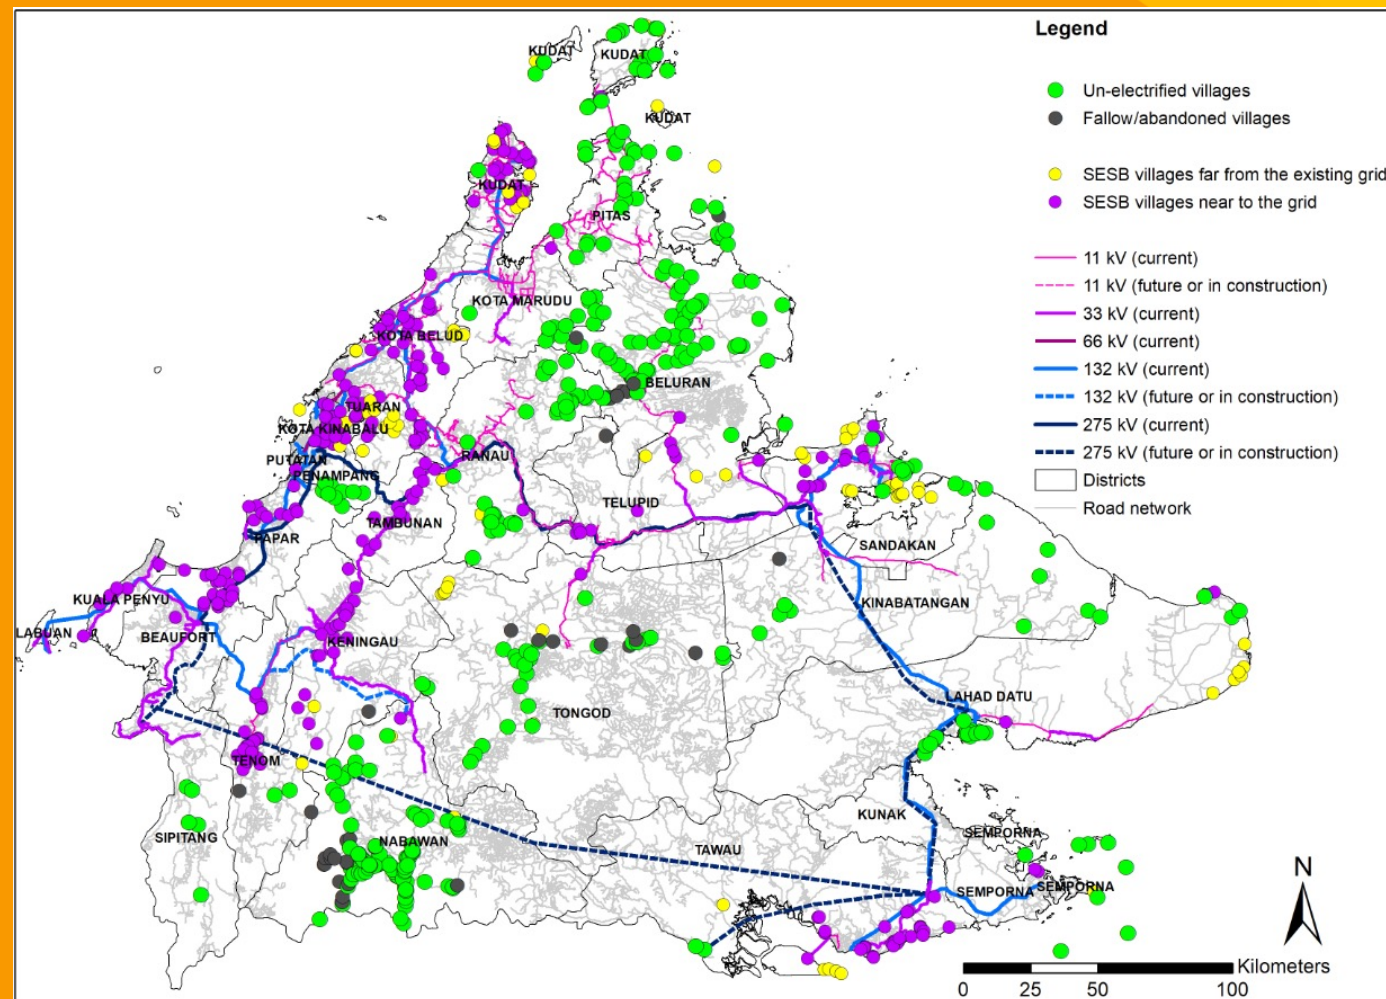 Legend
Un-electrified villages
Fallow/abandoned villages
SESB villages far from the existing grid
SESB villages near to the grid
11 kV (current)
11 kV (future or in construction)
33 kV (current)
66 kV (current)
132 kV (current)
132 kV (future or in construction)
275 kV (current)
275 kV (future or in construction)
Districts
Road network
KUDAT
KUDAT
KUDAT
KUDAT
PITAS
KOTA MARUDU
KOTA BELUD
BELURAN
TUARAN
KOTA KINABALU
PUTATAN
RANAU
PENAMPANG
TELUPID
TAMBUNAN
PAPAR
SANDAKAN
KUALA PENYU
KINABATANGAN
LABUAN
BEAUFORT
KENINGAU
LAHAD DATU
TONGOD
TENOM
KUNAK
SIPITANG
NABAWAN
TAWAU
SEMPORNA
SEMPORNA
SEMPORNA
N
Kilometers
0 25 50 100